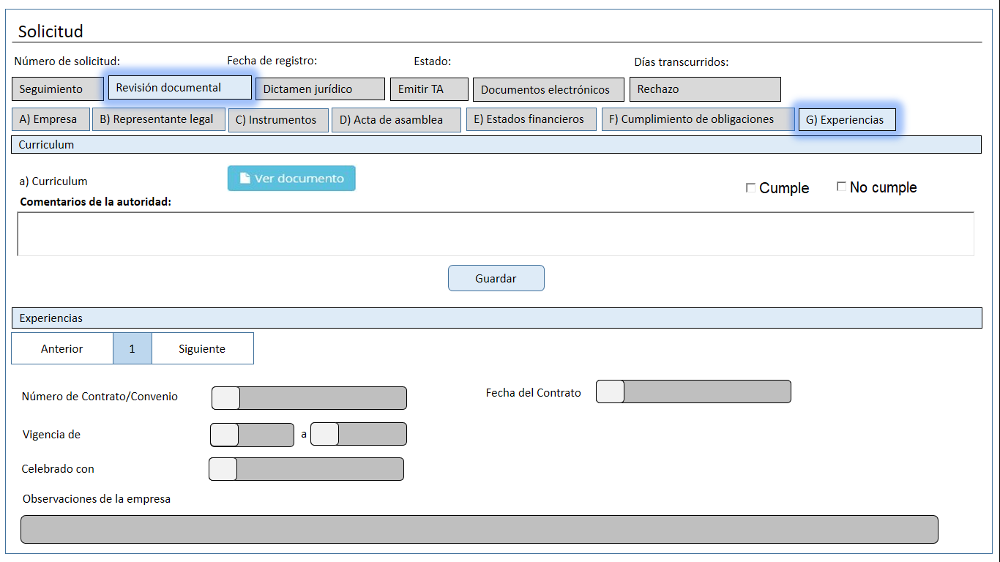 Solicitud
Número de solicitud: Fecha de registro: Estado: Días transcurridos:
Seguimiento Revisión documental Dictamen jurídico Emitir TA Documentos electrónicos Rechazo
A) Empresa B) Representante legal C) Instrumentos D) Acta de asamblea E) Estados financieros F) Cumplimiento de obligaciones G) Experiencias
Curriculum
a) Curriculum Ver documento Cumple No cumple
Comentarios de la autoridad:
Guardar
Experiencias
Anterior 1 Siguiente
Número de Contrato/Convenio Fecha del Contrato
Vigencia de a
Celebrado con
Observaciones de la empresa